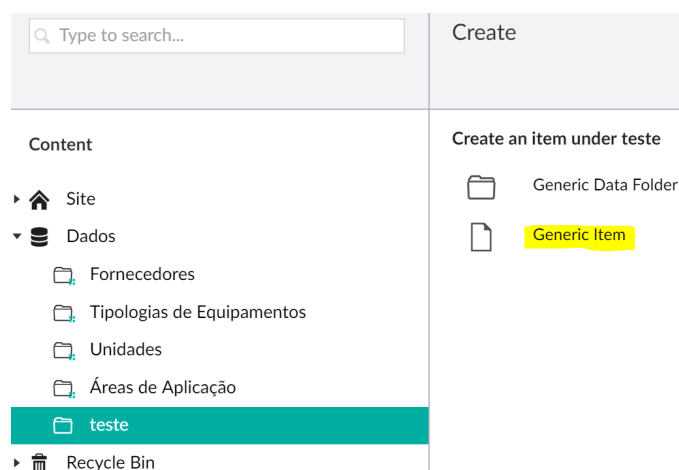 Type to search...
Create
Content
Site
Dados
Fornecedores
Tipologias de Equipamentos
Unidades
Áreas de Aplicação
teste
Recycle Bin
Create an item under teste
Generic Data Folder
Generic Item